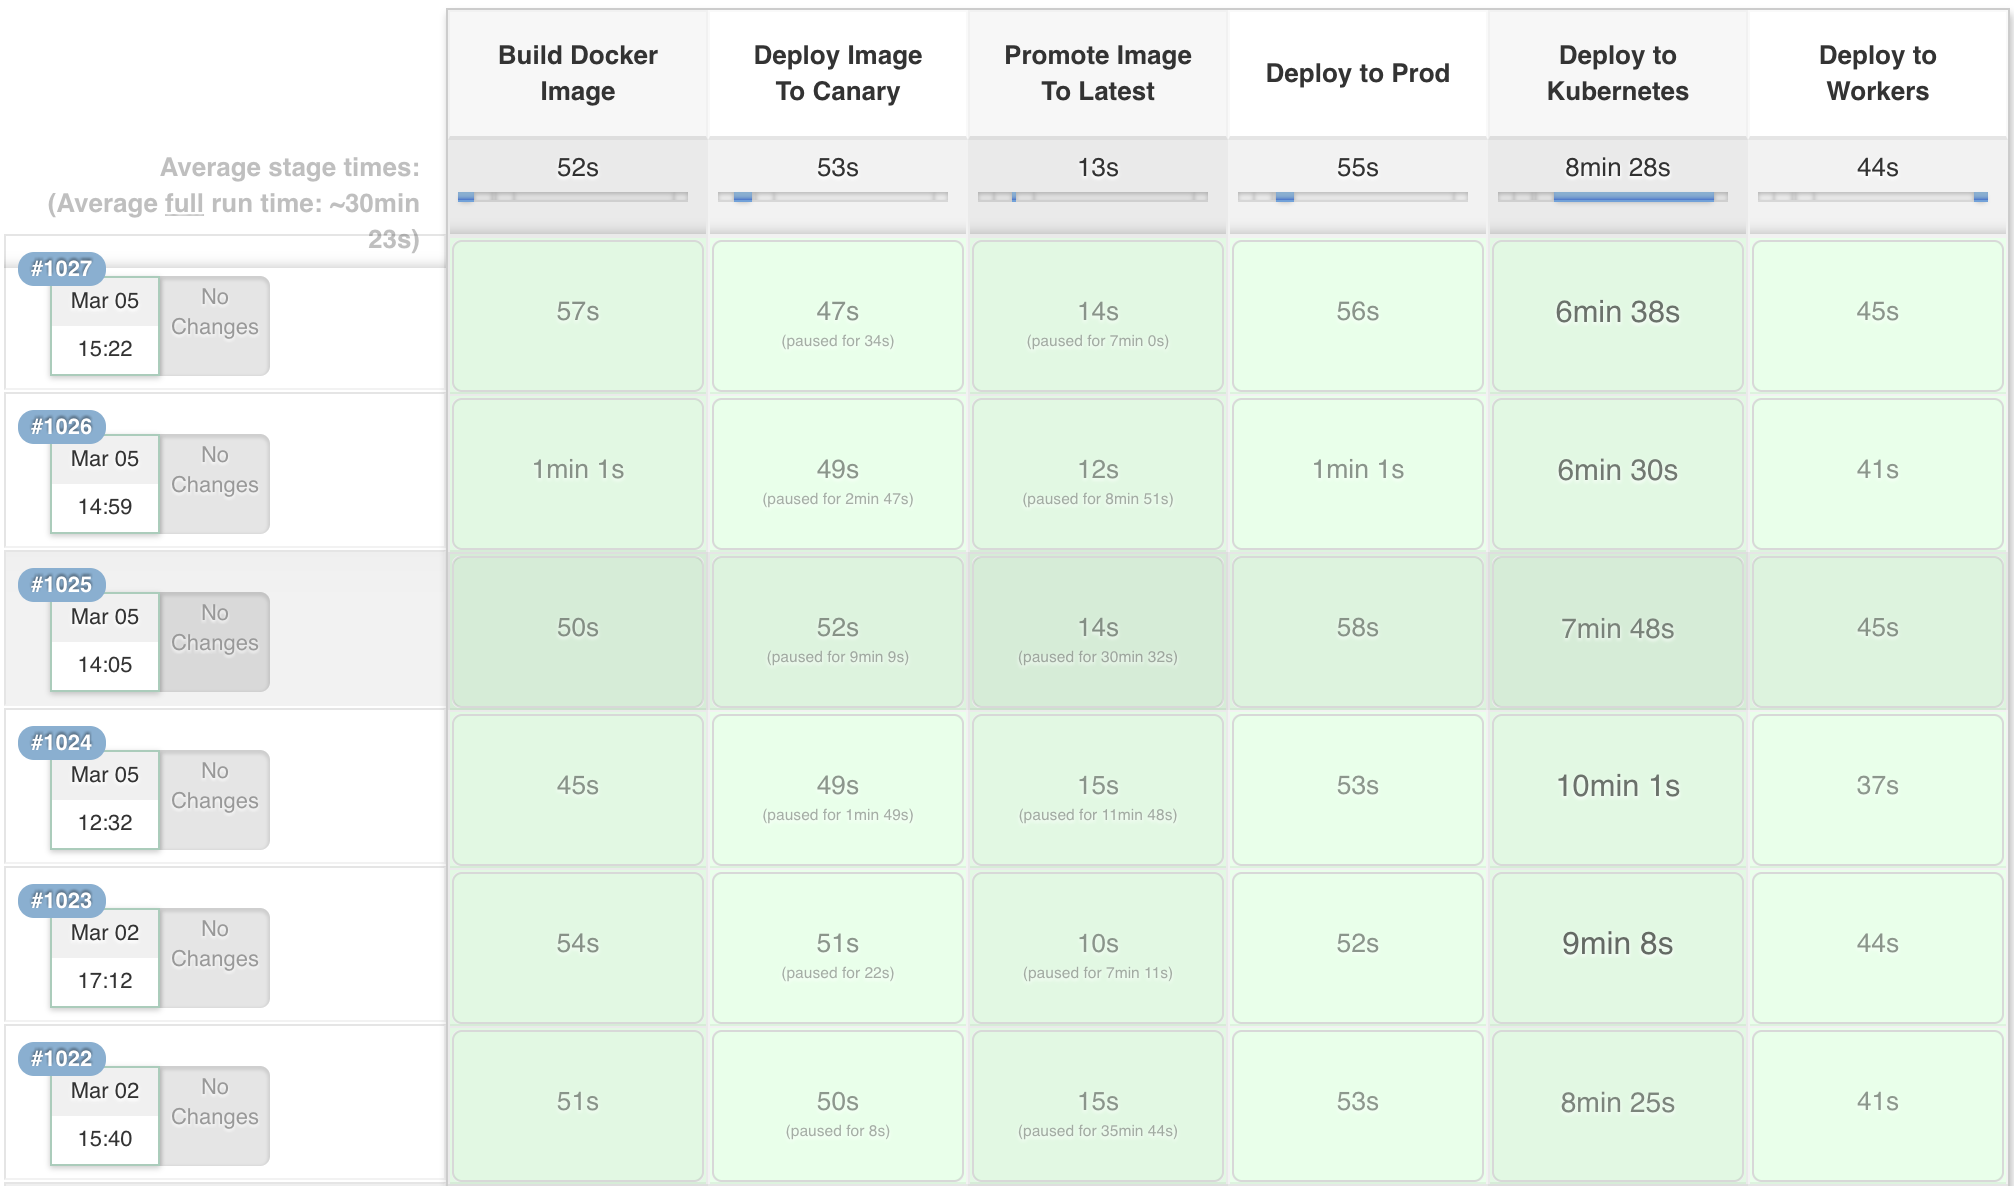 Build Docker
Image
Deploy Image
To Canary
Promote Image
To Latest
Deploy to Prod
Deploy to
Kubernetes
Deploy to
Workers
Average stage times:
(Average full run time: ~30min
23s)
52s
53s
13s
55s
8min 28s
44s
#1027
Mar 05
15:22
No
Changes
57s
47s
(paused for 34s)
14s
(paused for 7min 0s)
56s
6min 38s
45s
#1026
Mar 05
14:59
No
Changes
1min 1s
49s
(paused for 2min 47s)
12s
(paused for 8min 51s)
1min 1s
6min 30s
41s
#1025
Mar 05
14:05
No
Changes
50s
52s
(paused for 9min 9s)
14s
(paused for 30min 32s)
58s
7min 48s
45s
#1024
Mar 05
12:32
No
Changes
45s
49s
(paused for 1min 49s)
15s
(paused for 11min 48s)
53s
10min 1s
37s
#1023
Mar 02
17:12
No
Changes
54s
51s
(paused for 22s)
10s
(paused for 7min 11s)
52s
9min 8s
44s
#1022
Mar 02
15:40
No
Changes
51s
50s
(paused for 8s)
15s
(paused for 35min 44s)
53s
8min 25s
41s